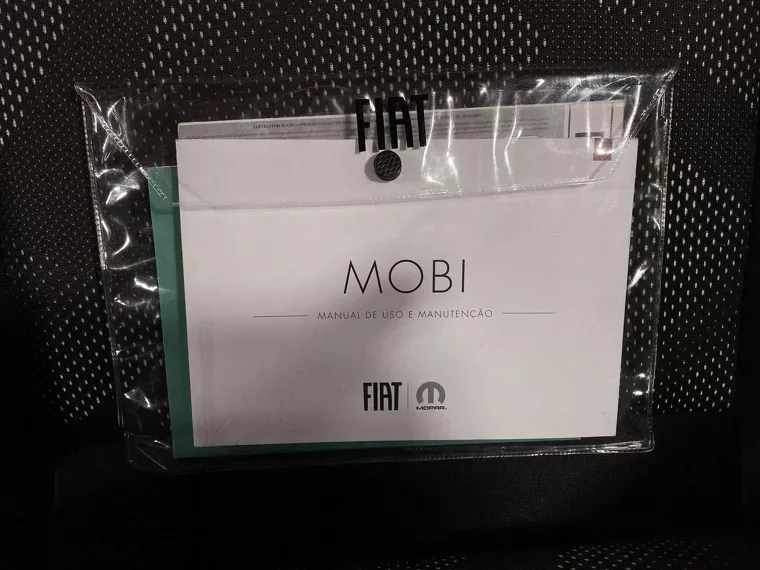 FIAT
MOBI
MANUAL DE USO E MANUTENÇÃO
FIAT
MOPAR.